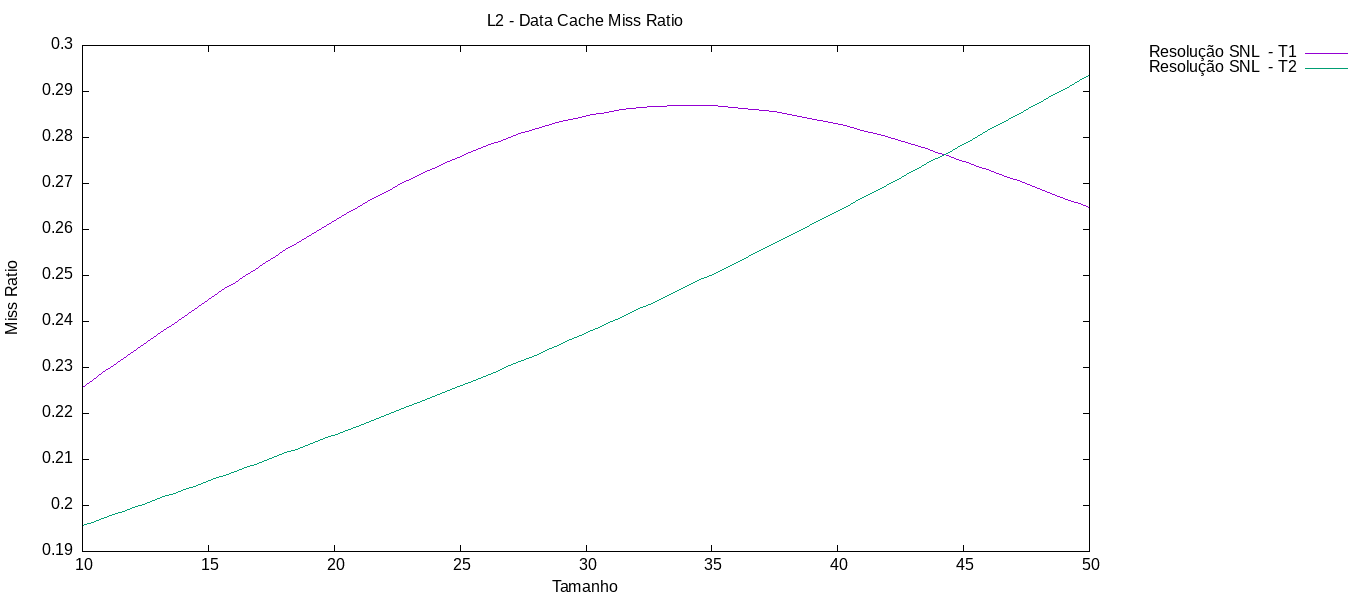 L2 - Data Cache Miss Ratio
Resolução SNL  - T1
Resolução SNL  - T2
0.3
0.29
0.28
0.27
0.26
0.25
0.24
0.23
0.22
0.21
0.2
0.19
Miss Ratio
10 15 20 25 30 35 40 45 50
Tamanho